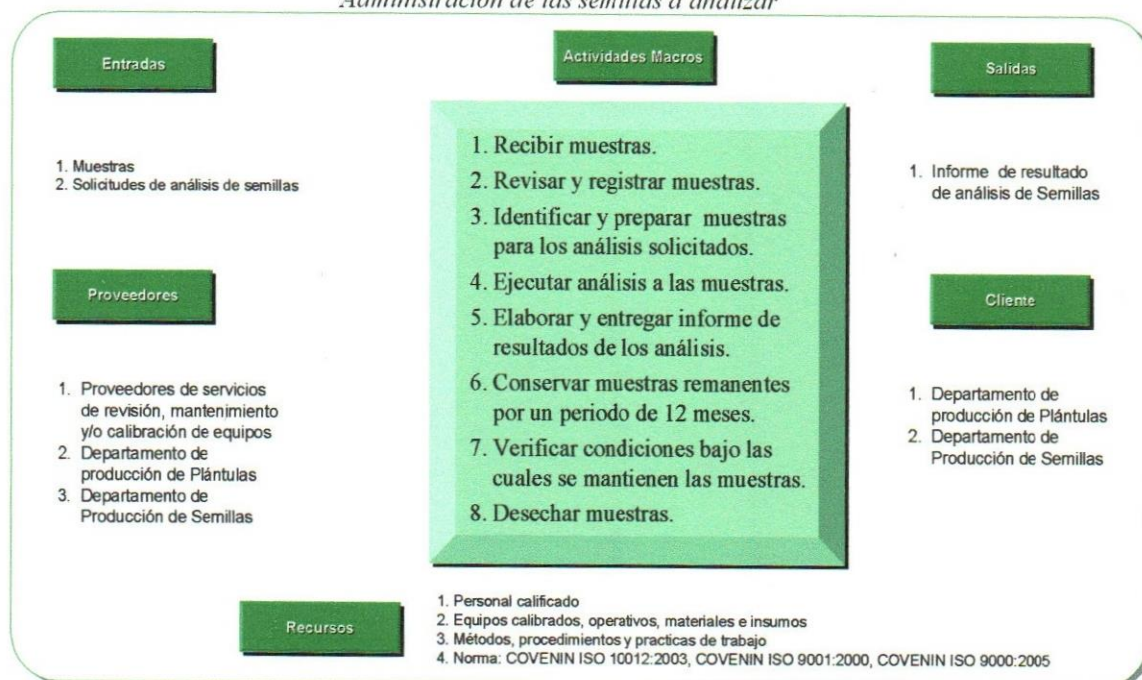 Administración de las semillas a analizar
Entradas
Actividades Macros
Salidas
1. Muestras
2. Solicitudes de análisis de semillas
1. Recibir muestras.
2. Revisar y registrar muestras.
3. Identificar y preparar muestras
para los análisis solicitados.
4. Ejecutar análisis a las muestras.
5. Elaborar y entregar informe de
resultados de los análisis.
6. Conservar muestras remanentes
por un periodo de 12 meses.
7. Verificar condiciones bajo las
cuales se mantienen las muestras.
8. Desechar muestras.
1. Informe de resultado
de análisis de Semillas
Proveedores
Cliente
1. Proveedores de servicios
de revisión, mantenimiento
y/o calibración de equipos
2. Departamento de
producción de Plántulas
3. Departamento de
Producción de Semillas
1. Departamento de
producción de Plántulas
2. Departamento de
Producción de Semillas
Recursos
1. Personal calificado
2. Equipos calibrados, operativos, materiales e insumos
3. Métodos, procedimientos y practicas de trabajo
4. Norma: COVENIN ISO 10012:2003, COVENIN ISO 9001:2000, COVENIN ISO 9000:2005